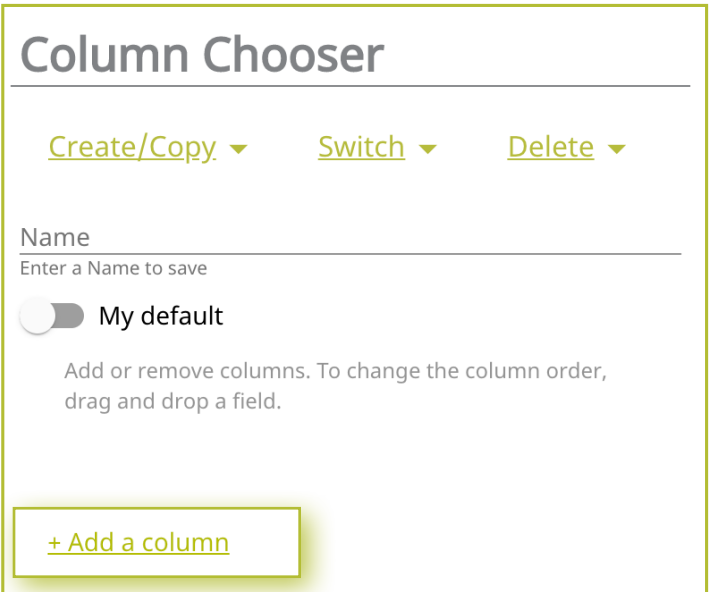 Column Chooser
Create/Copy Switch Delete
Name
Enter a Name to save
My default
Add or remove columns. To change the column order,
drag and drop a field.
+ Add a column